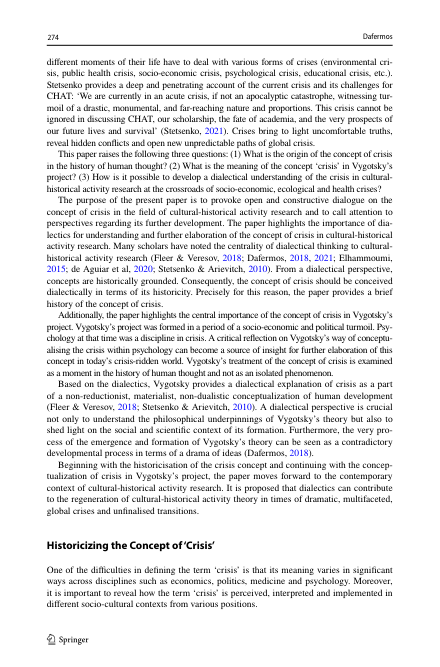 274
Dafermos
different moments of their life have to deal with various forms of crises (environmental cri-
sis, public health crisis, socio-economic crisis, psychological crisis, educational crisis, etc.).
Stetsenko provides a deep and penetrating account of the current crisis and its challenges for
CHAT: ‘We are currently in an acute crisis, if not an apocalyptic catastrophe, witnessing tur-
moil of a drastic, monumental, and far-reaching nature and proportions. This crisis cannot be
ignored in discussing CHAT, our scholarship, the fate of academia, and the very prospects of
our future lives and survival’ (Stetsenko, 2021). Crises bring to light uncomfortable truths,
reveal hidden conflicts and open new unpredictable paths of global crisis.
This paper raises the following three questions: (1) What is the origin of the concept of crisis
in the history of human thought? (2) What is the meaning of the concept ‘crisis’ in Vygotsky’s
project? (3) How is it possible to develop a dialectical understanding of the crisis in cultural-
historical activity research at the crossroads of socio-economic, ecological and health crises?
The purpose of the present paper is to provoke open and constructive dialogue on the
concept of crisis in the field of cultural-historical activity research and to call attention to
perspectives regarding its further development. The paper highlights the importance of dia-
lectics for understanding and further elaboration of the concept of crisis in cultural-historical
activity research. Many scholars have noted the centrality of dialectical thinking to cultural-
historical activity research (Fleer & Veresov, 2018; Dafermos, 2018, 2021; Elhammoumi,
2015; de Aguiar et al, 2020; Stetsenko & Arievitch, 2010). From a dialectical perspective,
concepts are historically grounded. Consequently, the concept of crisis should be conceived
dialectically in terms of its historicity. Precisely for this reason, the paper provides a brief
history of the concept of crisis.
Additionally, the paper highlights the central importance of the concept of crisis in Vygotsky’s
project. Vygotsky’s project was formed in a period of a socio-economic and political turmoil. Psy-
chology at that time was a discipline in crisis. A critical reflection on Vygotsky’s way of conceptu-
alising the crisis within psychology can become a source of insight for further elaboration of this
concept in today’s crisis-ridden world. Vygotsky’s treatment of the concept of crisis is examined
as a moment in the history of human thought and not as an isolated phenomenon.
Based on the dialectics, Vygotsky provides a dialectical explanation of crisis as a part
of a non-reductionist, materialist, non-dualistic conceptualization of human development
(Fleer & Veresov, 2018; Stetsenko & Arievitch, 2010). A dialectical perspective is crucial
not only to understand the philosophical underpinnings of Vygotsky’s theory but also to
shed light on the social and scientific context of its formation. Furthermore, the very pro-
cess of the emergence and formation of Vygotsky’s theory can be seen as a contradictory
developmental process in terms of a drama of ideas (Dafermos, 2018).
Beginning with the historicisation of the crisis concept and continuing with the concep-
tualization of crisis in Vygotsky’s project, the paper moves forward to the contemporary
context of cultural-historical activity research. It is proposed that dialectics can contribute
to the regeneration of cultural-historical activity theory in times of dramatic, multifaceted,
global crises and unfinalised transitions.
Historicizing the Concept of ‘Crisis’
One of the difficulties in defining the term ‘crisis’ is that its meaning varies in significant
ways across disciplines such as economics, politics, medicine and psychology. Moreover,
it is important to reveal how the term ‘crisis’ is perceived, interpreted and implemented in
different socio-cultural contexts from various positions.
Springer